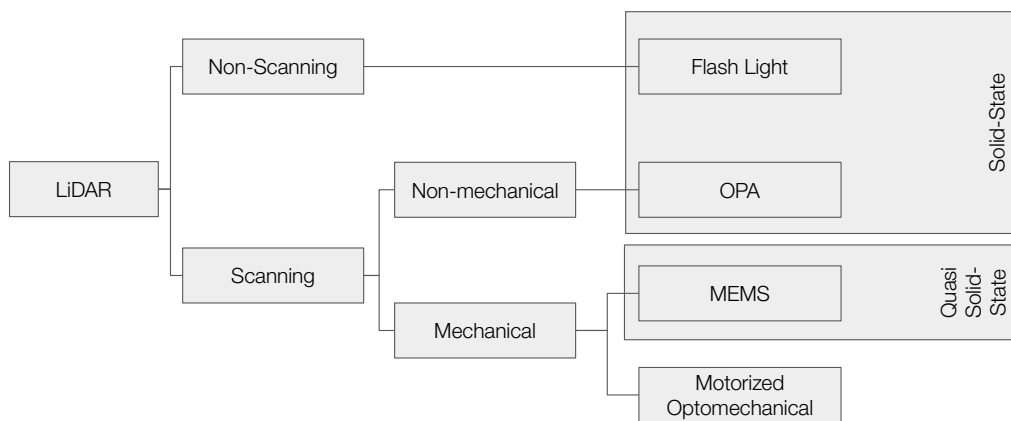 Non-Scanning
Flash Light
Solid-State
LiDAR
Non-mechanical
OPA
Scanning
MEMS
Quasi
Solid-
State
Mechanical
Motorized
Optomechanical